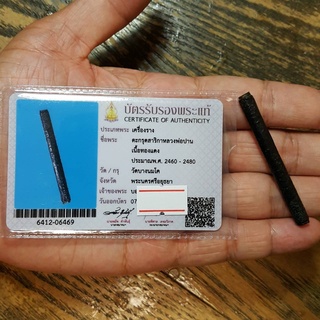 บัตรรับรองพระแท้
CERTIFICATE OF AUTHENTICITY
ประเภทพระ เครื่องราง
ชื่อพระ ตะกรุดสาริกาหลวงพ่อปาน
เนื้อทองแดง
ประมาณพ.ศ. 2460 - 2480
วัด / กรุ วัดบางนมโค
จังหวัด พระนครศรีอยุธยา
เจ้าของพระ
วันออกบัตร 07
6412-06469